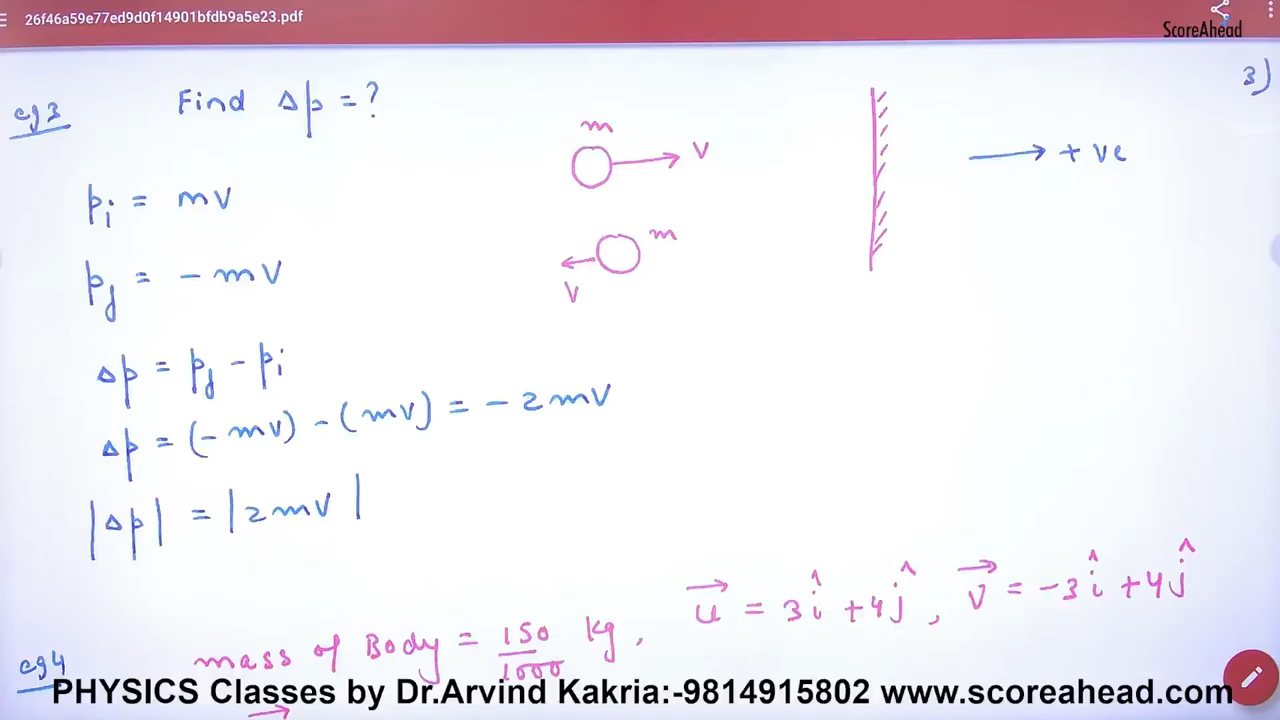 26f46a59e77ed9d0f14901bfdb9a5e23.pdf
ScoreAhead
3)
eg3 Find Δp = ?
m
v
→ + ve
pi = mv
m
v
pf = - mv
Δp = pf - pi
Δp = (- mv) - (mv) = - 2mv
|Δp| = |2mv|
eg4 mass of Body = 150/1000 kg, u⃗ = 3î + 4ĵ, v⃗ = -3î + 4ĵ
PHYSICS Classes by Dr.Arvind Kakria:-9814915802 www.scoreahead.com